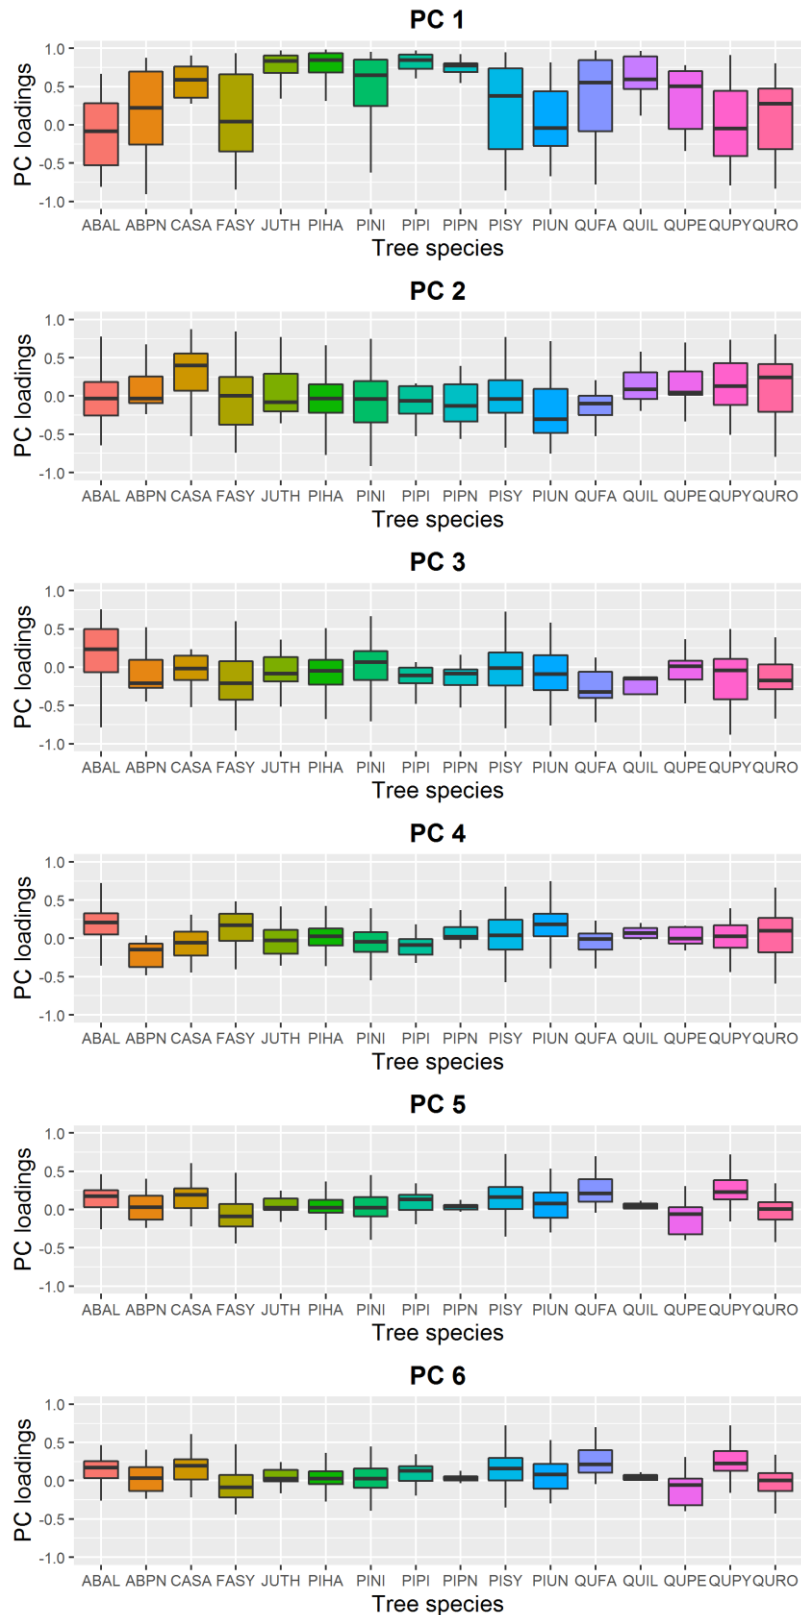 PC 1
1.0
0.5
0.0
-0.5
-1.0
PC loadings
ABAL ABPN CASA FASY JUTH PIHA PINI PIPI PIPN PISY PIUN QUFA QUIL QUPE QUPY QURO
Tree species
PC 2
1.0
0.5
0.0
-0.5
-1.0
PC loadings
ABAL ABPN CASA FASY JUTH PIHA PINI PIPI PIPN PISY PIUN QUFA QUIL QUPE QUPY QURO
Tree species
PC 3
1.0
0.5
0.0
-0.5
-1.0
PC loadings
ABAL ABPN CASA FASY JUTH PIHA PINI PIPI PIPN PISY PIUN QUFA QUIL QUPE QUPY QURO
Tree species
PC 4
1.0
0.5
0.0
-0.5
-1.0
PC loadings
ABAL ABPN CASA FASY JUTH PIHA PINI PIPI PIPN PISY PIUN QUFA QUIL QUPE QUPY QURO
Tree species
PC 5
1.0
0.5
0.0
-0.5
-1.0
PC loadings
ABAL ABPN CASA FASY JUTH PIHA PINI PIPI PIPN PISY PIUN QUFA QUIL QUPE QUPY QURO
Tree species
PC 6
1.0
0.5
0.0
-0.5
-1.0
PC loadings
ABAL ABPN CASA FASY JUTH PIHA PINI PIPI PIPN PISY PIUN QUFA QUIL QUPE QUPY QURO
Tree species